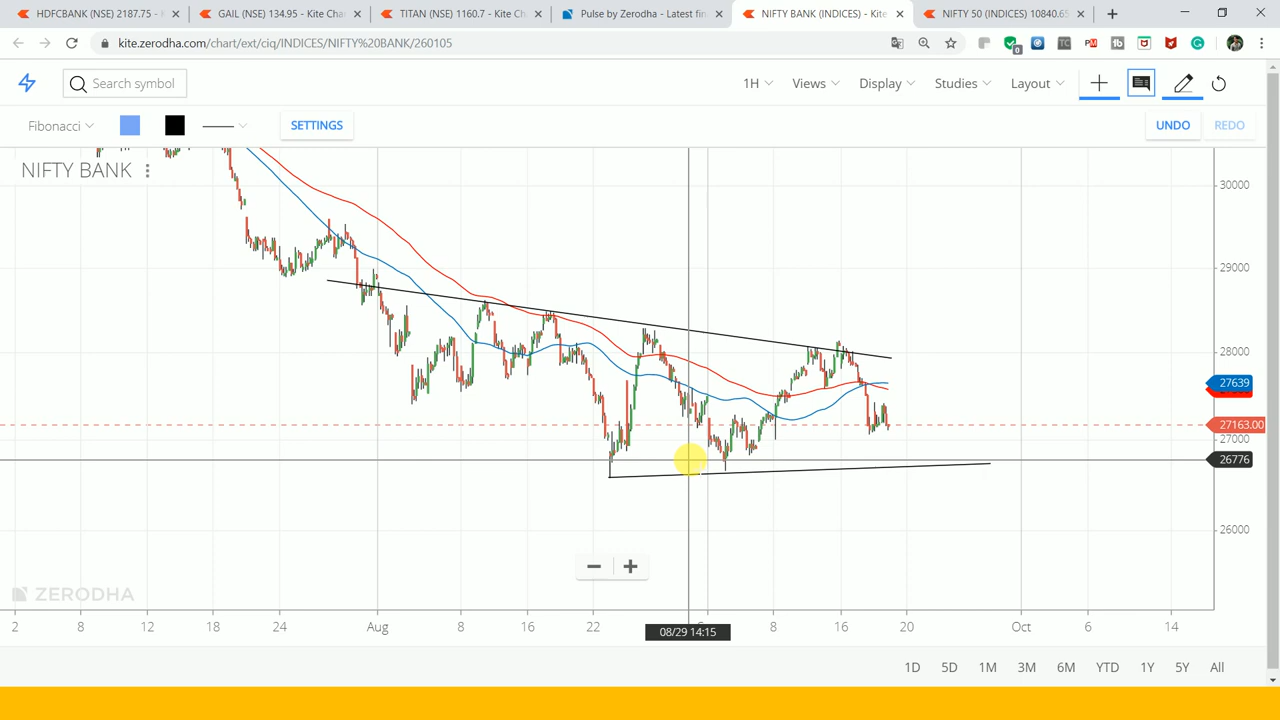 HDFCBANK (NSE) 2187.75 - K
GAIL (NSE) 134.95 - Kite Cha
TITAN (NSE) 1160.7 - Kite Ch
Pulse by Zerodha - Latest fin
NIFTY BANK (INDICES) - Kite
NIFTY 50 (INDICES) 10840.65
kite.zerodha.com/chart/ext/ciq/INDICES/NIFTY%20BANK/260105
Search symbol
1H Views Display Studies Layout
Fibonacci SETTINGS UNDO REDO
NIFTY BANK
30000
29000
28000
27639
27163.00
27000
26776
26000
ZERODHA
2 8 12 18 24 Aug 8 16 22 8 16 20 Oct 6 14
08/29 14:15
1D 5D 1M 3M 6M YTD 1Y 5Y All